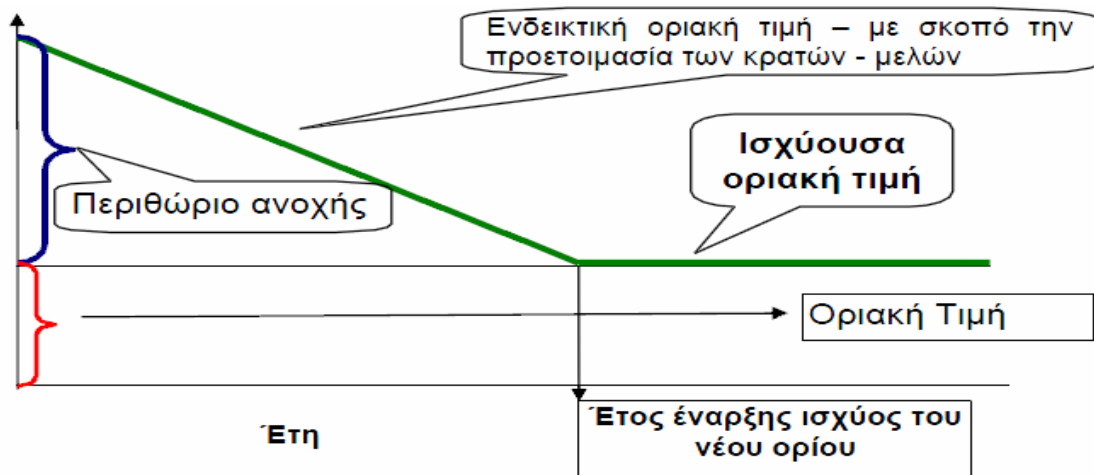 Ενδεικτική οριακή τιμή – με σκοπό την
προετοιμασία των κρατών - μελών
Ισχύουσα
οριακή τιμή
Περιθώριο ανοχής
Οριακή Τιμή
Έτη
Έτος έναρξης ισχύος του
νέου ορίου